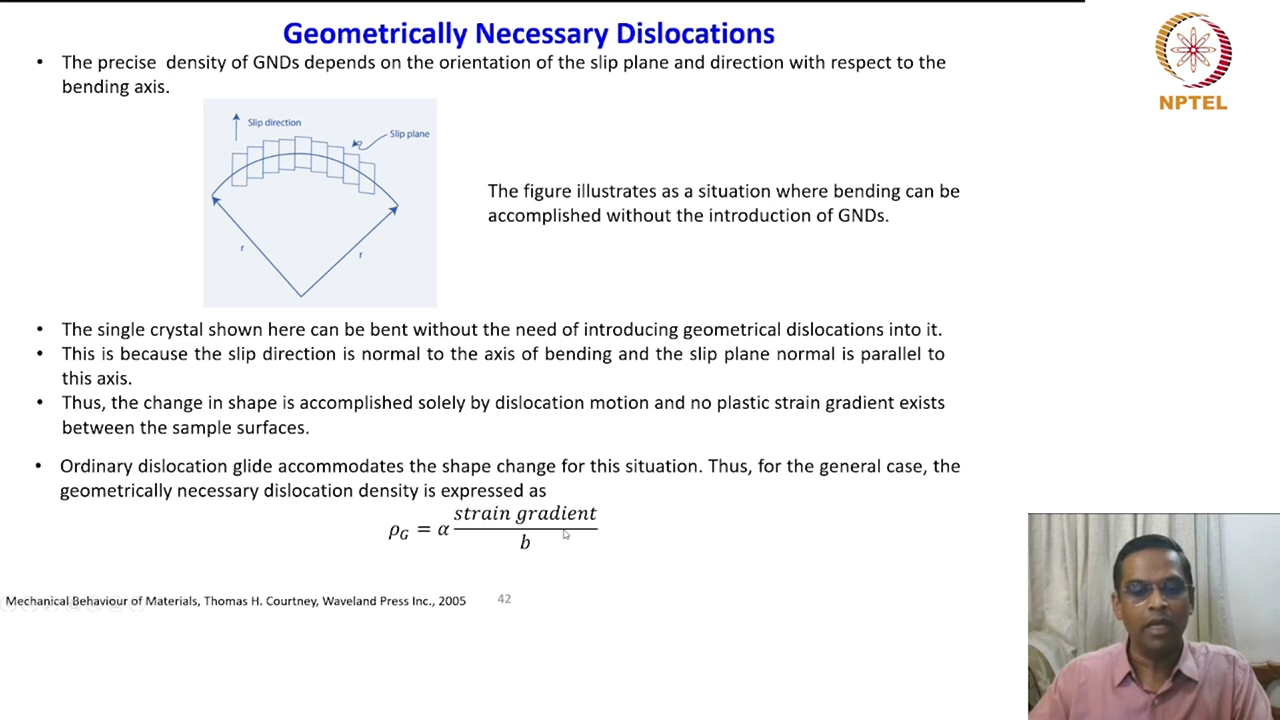 Geometrically Necessary Dislocations
• The precise density of GNDs depends on the orientation of the slip plane and direction with respect to the
bending axis.
NPTEL
Slip direction
Slip plane
r
r
The figure illustrates as a situation where bending can be
accomplished without the introduction of GNDs.
• The single crystal shown here can be bent without the need of introducing geometrical dislocations into it.
• This is because the slip direction is normal to the axis of bending and the slip plane normal is parallel to
this axis.
• Thus, the change in shape is accomplished solely by dislocation motion and no plastic strain gradient exists
between the sample surfaces.
• Ordinary dislocation glide accommodates the shape change for this situation. Thus, for the general case, the
geometrically necessary dislocation density is expressed as
ρG = α strain gradient / b
Mechanical Behaviour of Materials, Thomas H. Courtney, Waveland Press Inc., 2005
42